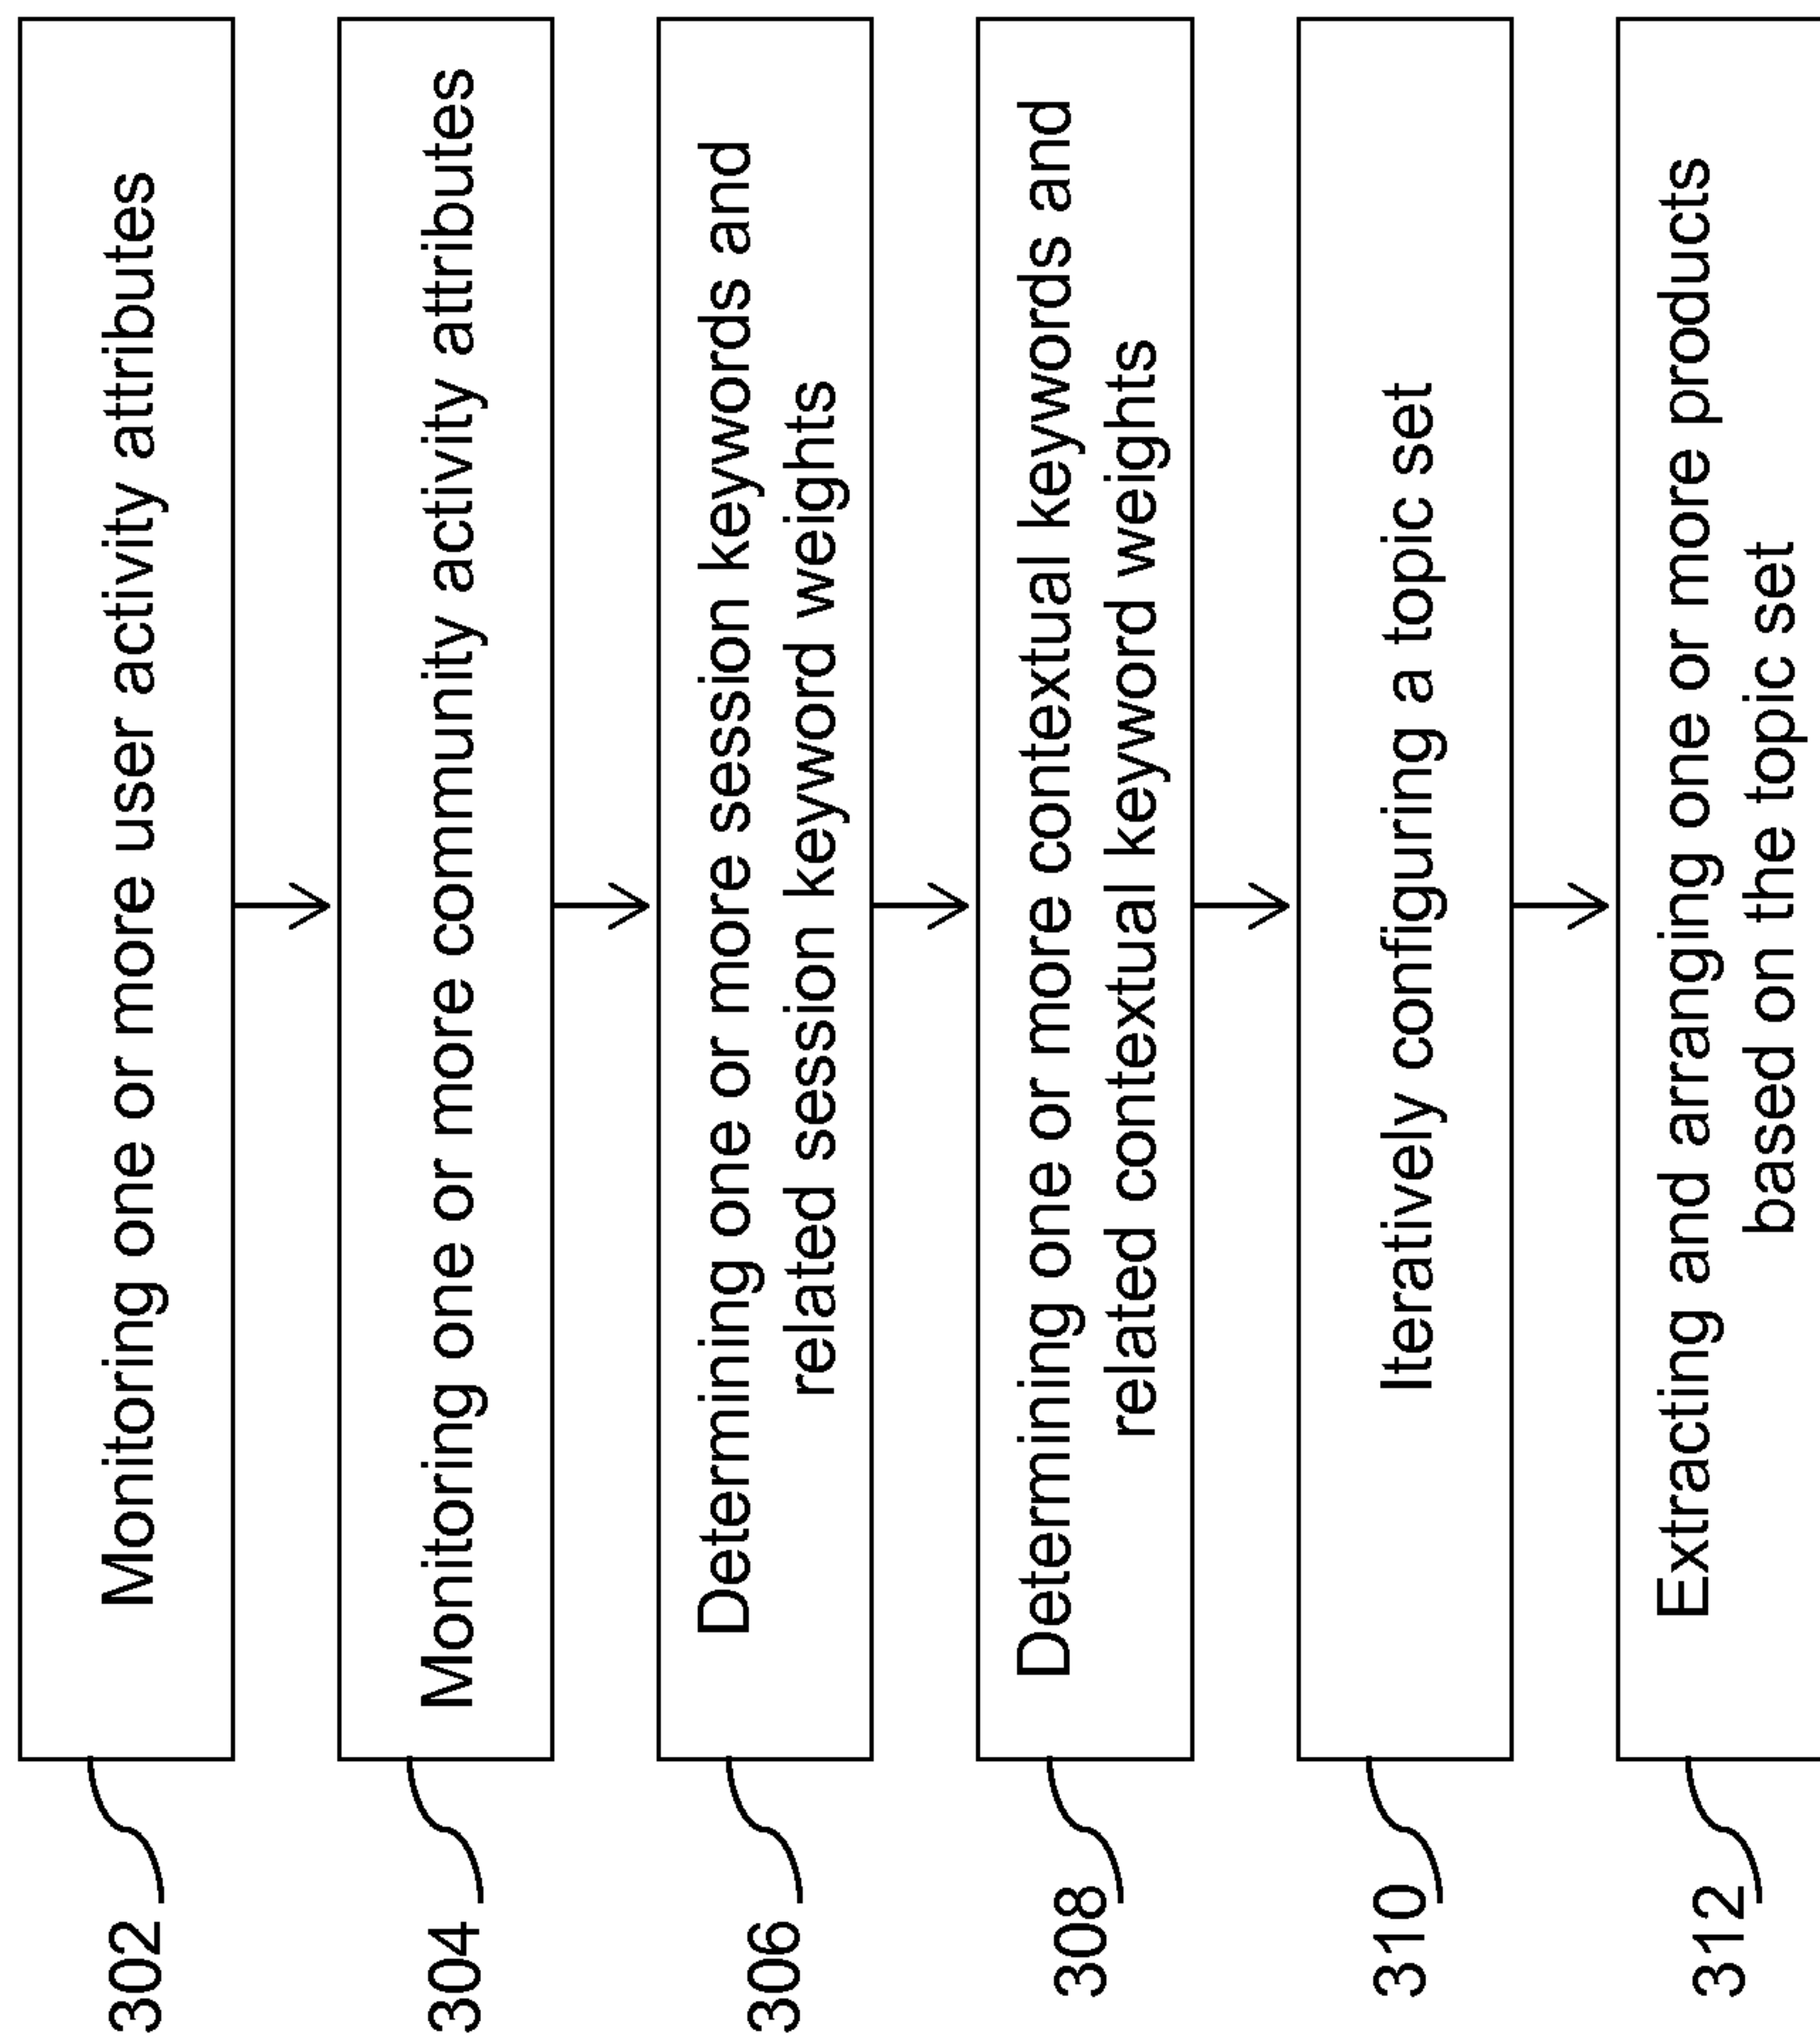 302
Monitoring one or more user activity attributes
304
Monitoring one or more community activity attributes
306
Determining one or more session keywords and
related session keyword weights
308
Determining one or more contextual keywords and
related contextual keyword weights
310
Iteratively configuring a topic set
312
Extracting and arranging one or more products
based on the topic set